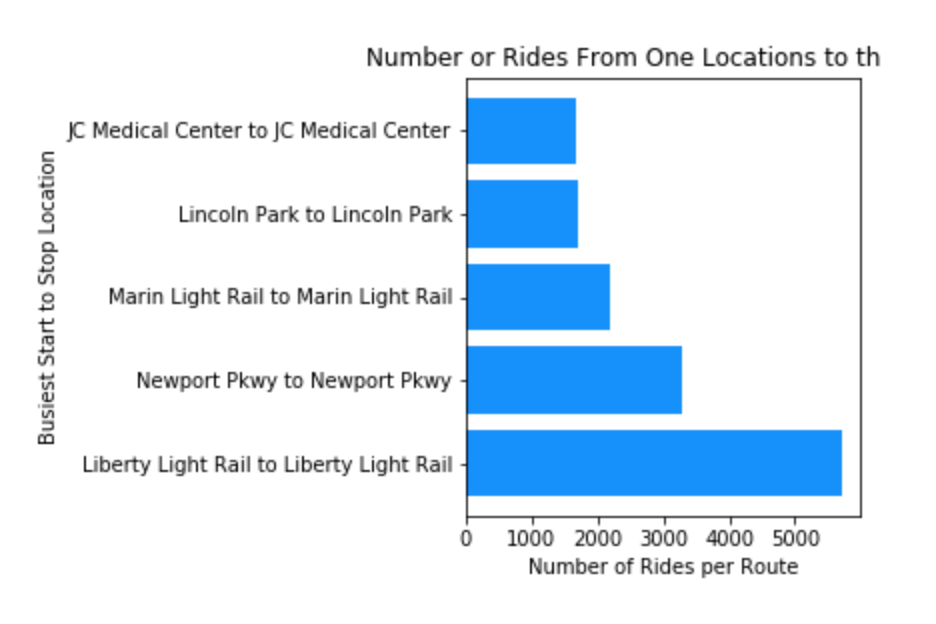 Number or Rides From One Locations to th
JC Medical Center to JC Medical Center
Lincoln Park to Lincoln Park
Marin Light Rail to Marin Light Rail
Newport Pkwy to Newport Pkwy
Liberty Light Rail to Liberty Light Rail
Busiest Start to Stop Location
0 1000 2000 3000 4000 5000
Number of Rides per Route